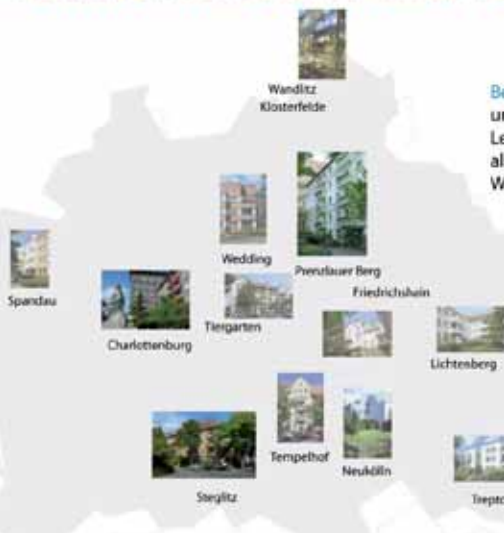 Wandlitz
Klosterfelde
Wedding
Prenzlauer Berg
Spandau
Tiergarten
Friedrichshain
Charlottenburg
Lichtenberg
Tempelhof
Neukölln
Steglitz